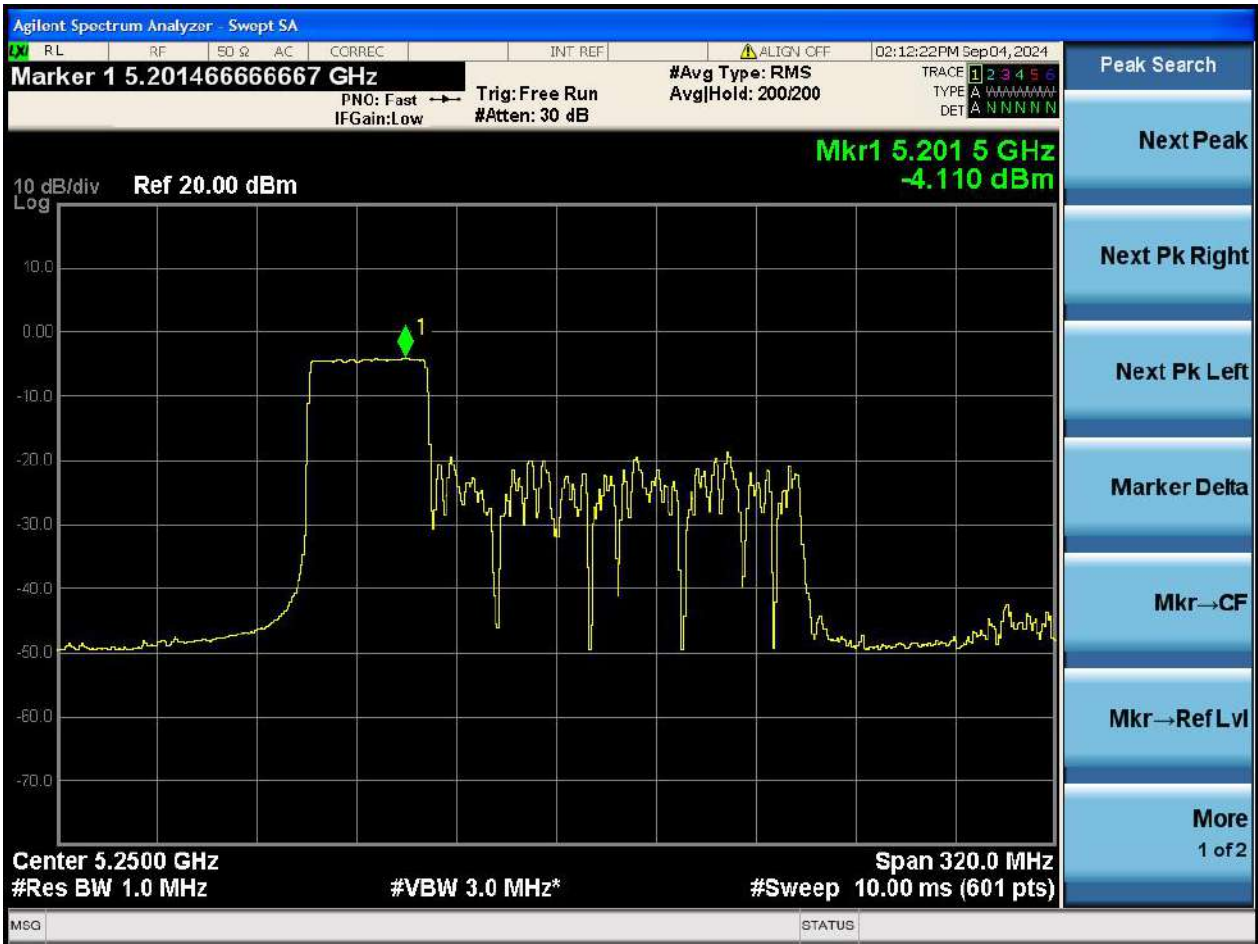 Agilent Spectrum Analyzer - Swept SA
LXI RL RF 50 Ω AC CORREC INT REF ALIGN OFF 02:12:22PM Sep04, 2024
Marker 1 5.201466666667 GHz
PNO: Fast
IFGain:Low
Trig: Free Run
#Atten: 30 dB
#Avg Type: RMS
Avg|Hold: 200/200
TRACE 1 2 3 4 5 6
TYPE A WWWWW
DET A N N N N N
Mkr1 5.201 5 GHz
-4.110 dBm
10 dB/div Ref 20.00 dBm
Log
10.0
0.00
-10.0
-20.0
-30.0
-40.0
-50.0
-60.0
-70.0
1
Center 5.2500 GHz
Span 320.0 MHz
#Res BW 1.0 MHz
#VBW 3.0 MHz*
#Sweep 10.00 ms (601 pts)
MSG
STATUS
Peak Search
Next Peak
Next Pk Right
Next Pk Left
Marker Delta
Mkr→CF
Mkr→Ref Lvl
More
1 of 2